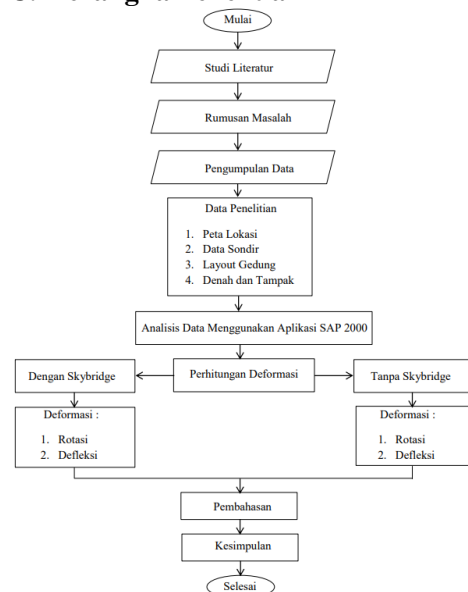 Mulai
Studi Literatur
Rumusan Masalah
Pengumpulan Data
Data Penelitian
1. Peta Lokasi
2. Data Sondir
3. Layout Gedung
4. Denah dan Tampak
Analisis Data Menggunakan Aplikasi SAP 2000
Dengan Skybridge
Perhitungan Deformasi
Tanpa Skybridge
Deformasi :
1. Rotasi
2. Defleksi
Deformasi :
1. Rotasi
2. Defleksi
Pembahasan
Kesimpulan
Selesai